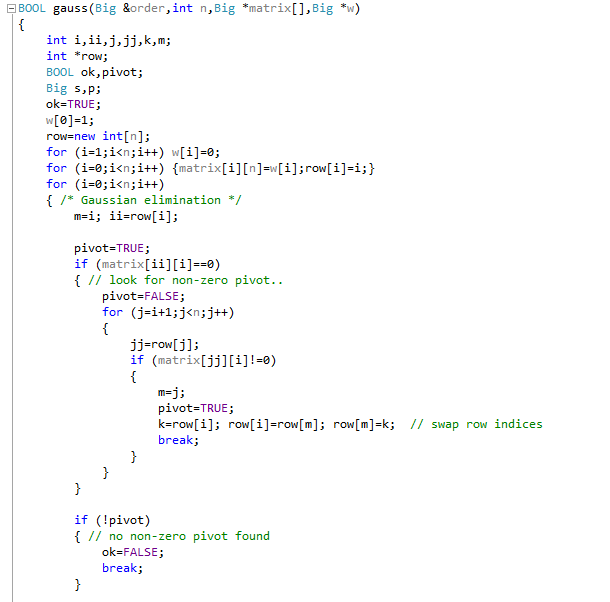 BOOL gauss(Big &order,int n,Big *matrix[],Big *w)
{
    int i,ii,j,jj,k,m;
    int *row;
    BOOL ok,pivot;
    Big s,p;
    ok=TRUE;
    w[0]=1;
    row=new int[n];
    for (i=1;i<n;i++) w[i]=0;
    for (i=0;i<n;i++) {matrix[i][n]=w[i];row[i]=i;}
    for (i=0;i<n;i++)
    { /* Gaussian elimination */
        m=i; ii=row[i];

        pivot=TRUE;
        if (matrix[ii][i]==0)
        { // look for non-zero pivot..
            pivot=FALSE;
            for (j=i+1;j<n;j++)
            {
                jj=row[j];
                if (matrix[jj][i]!=0)
                {
                    m=j;
                    pivot=TRUE;
                    k=row[i]; row[i]=row[m]; row[m]=k;  // swap row indices
                    break;
                }
            }
        }

        if (!pivot)
        { // no non-zero pivot found
            ok=FALSE;
            break;
        }